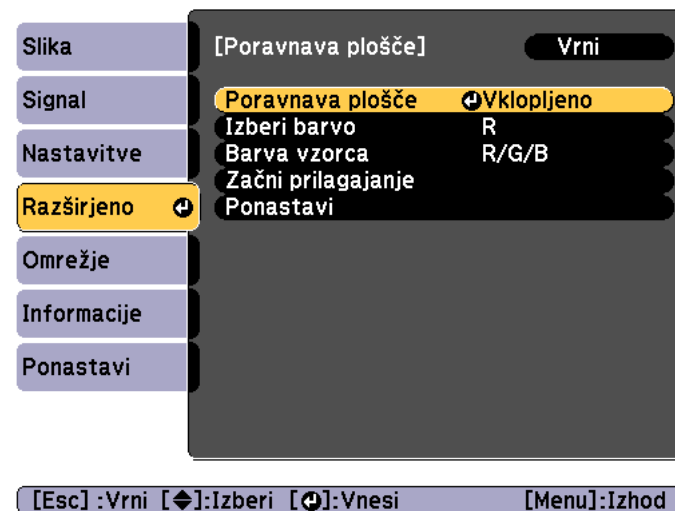 Slika
Signal
Nastavitve
Razširjeno
Omrežje
Informacije
Ponastavi
[Poravnava plošče] Vrni
Poravnava plošče Vklopljeno
Izberi barvo R
Barva vzorca R/G/B
Začni prilagajanje
Ponastavi
[Esc] :Vrni [◆]:Izberi [⏎]:Vnesi [Menu]:Izhod